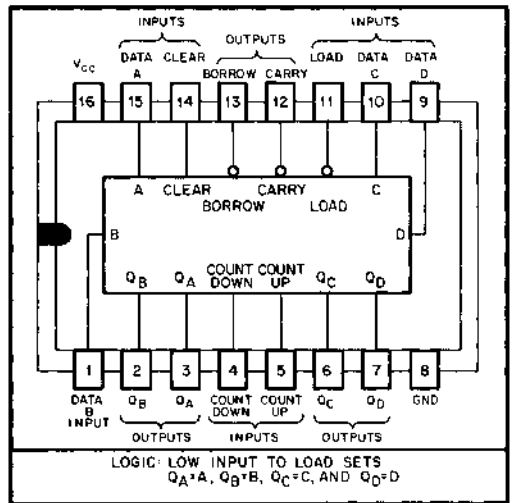 INPUTS INPUTS
OUTPUTS
DATA CLEAR LOAD DATA DATA
VCC A BORROW CARRY C D
16 15 14 13 12 11 10 9
A CLEAR CARRY C
BORROW LOAD
B D
QB QA COUNT COUNT QC QD
DOWN UP
1 2 3 4 5 6 7 8
DATA QB QA COUNT COUNT QC QD GND
B DOWN UP
INPUT
OUTPUTS INPUTS OUTPUTS
LOGIC: LOW INPUT TO LOAD SETS
QA=A, QB=B, QC=C, AND QD=D